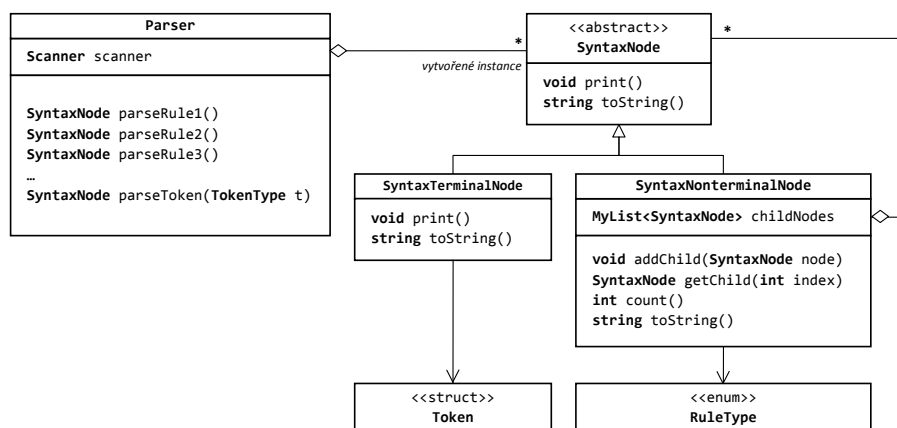 Parser
Scanner scanner
SyntaxNode parseRule1()
SyntaxNode parseRule2()
SyntaxNode parseRule3()
…
SyntaxNode parseToken(TokenType t)
*
vytvořené instance
<<abstract>>
SyntaxNode
void print()
string toString()
*
SyntaxTerminalNode
void print()
string toString()
SyntaxNonterminalNode
MyList<SyntaxNode> childNodes
void addChild(SyntaxNode node)
SyntaxNode getChild(int index)
int count()
string toString()
<<struct>>
Token
<<enum>>
RuleType